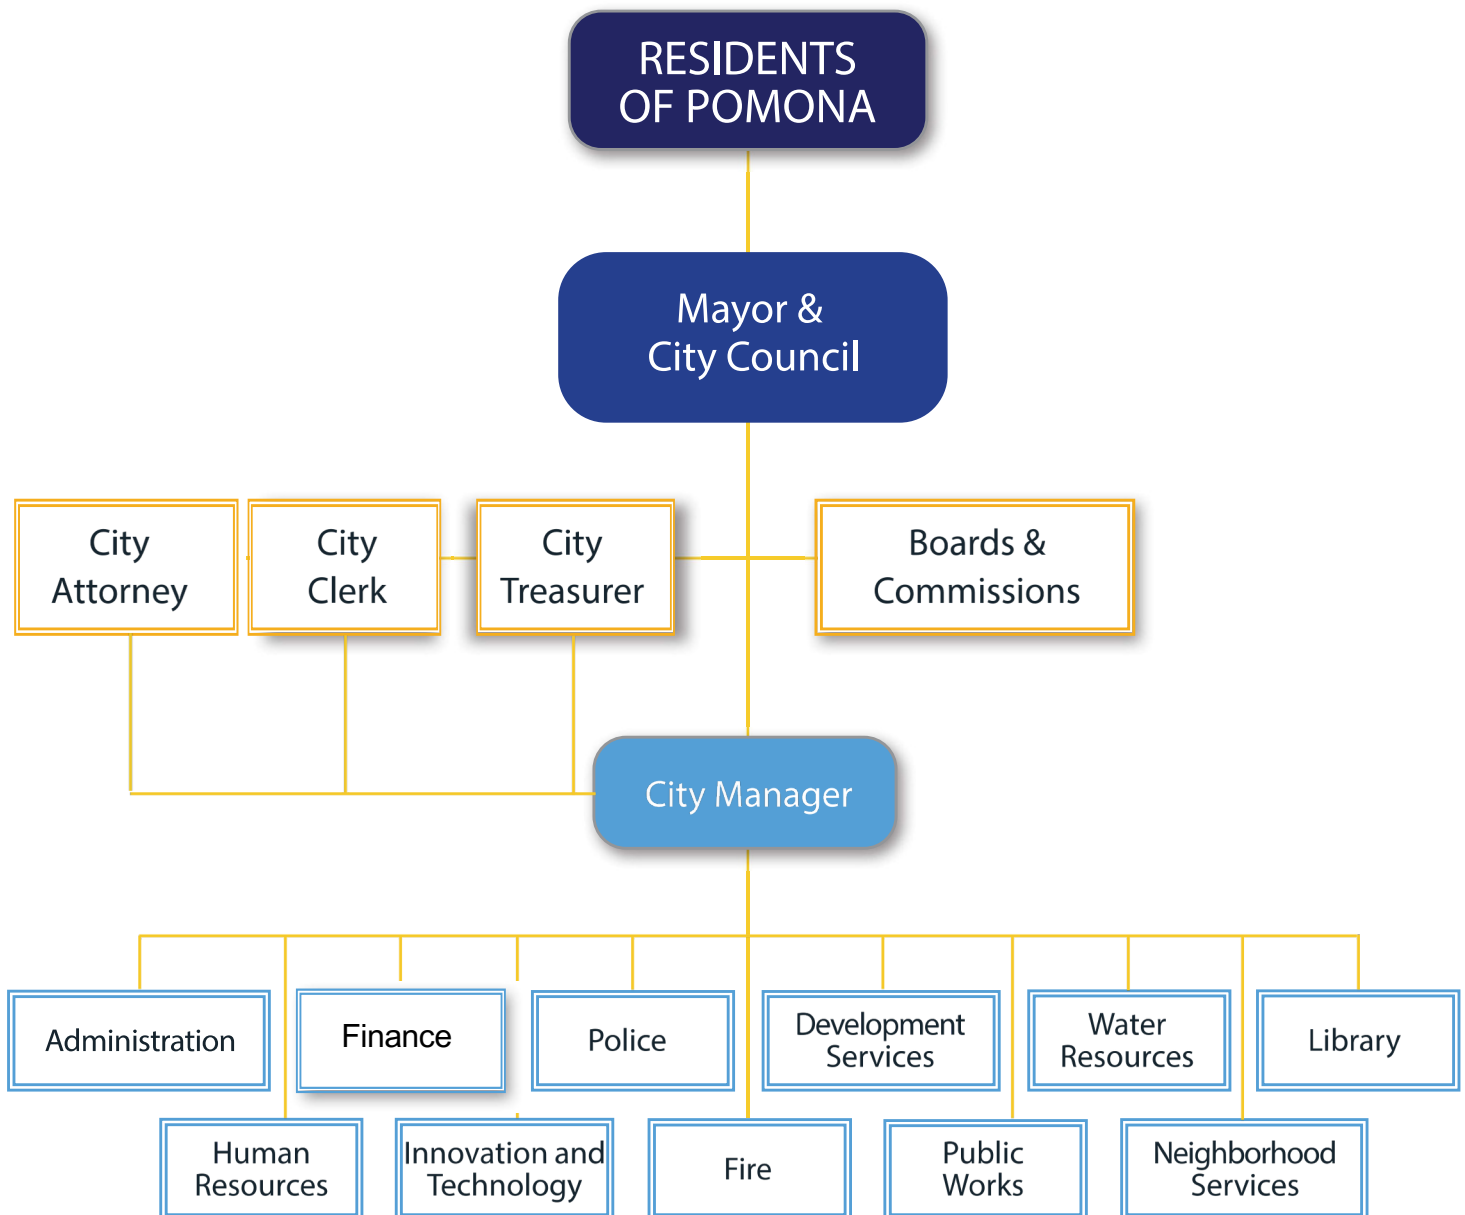 RESIDENTS
OF POMONA
Mayor &
City Council
City
Attorney
City
Clerk
City
Treasurer
Boards &
Commissions
City Manager
Administration
Finance
Police
Development
Services
Water
Resources
Library
Human
Resources
Innovation and
Technology
Fire
Public
Works
Neighborhood
Services